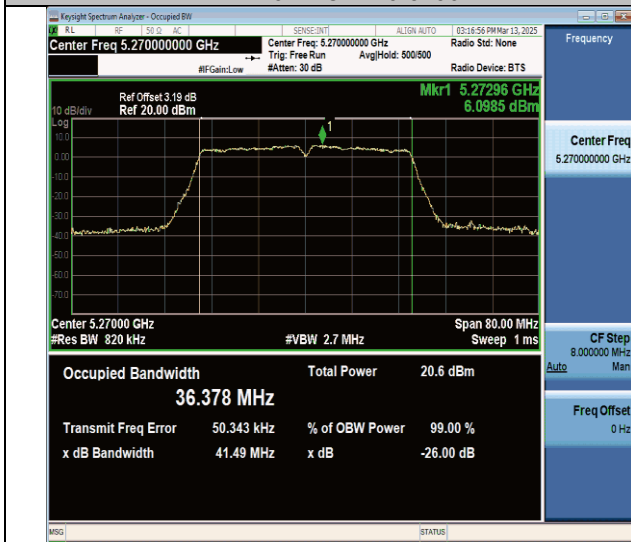 Keysight Spectrum Analyzer - Occupied BW
RL RF 50 Ω AC SENSE:INT ALIGN AUTO 03:16:56 PM Mar 13, 2025
Center Freq 5.270000000 GHz
Center Freq: 5.270000000 GHz
Radio Std: None
Trig: Free Run Avg|Hold: 500/500
#IFGain:Low #Atten: 30 dB Radio Device: BTS
Frequency
Mkr1 5.27296 GHz
6.0985 dBm
Ref Offset 3.19 dB
10 dB/div Ref 20.00 dBm
Log
10.0
0.00
-10.0
-20.0
-30.0
-40.0
-50.0
-60.0
-70.0
1
Center Freq
5.270000000 GHz
Center 5.27000 GHz Span 80.00 MHz
#Res BW 820 kHz #VBW 2.7 MHz Sweep 1 ms
CF Step
8.000000 MHz
Auto Man
Occupied Bandwidth Total Power 20.6 dBm
36.378 MHz
Transmit Freq Error 50.343 kHz % of OBW Power 99.00 %
x dB Bandwidth 41.49 MHz x dB -26.00 dB
Freq Offset
0 Hz
MSG STATUS